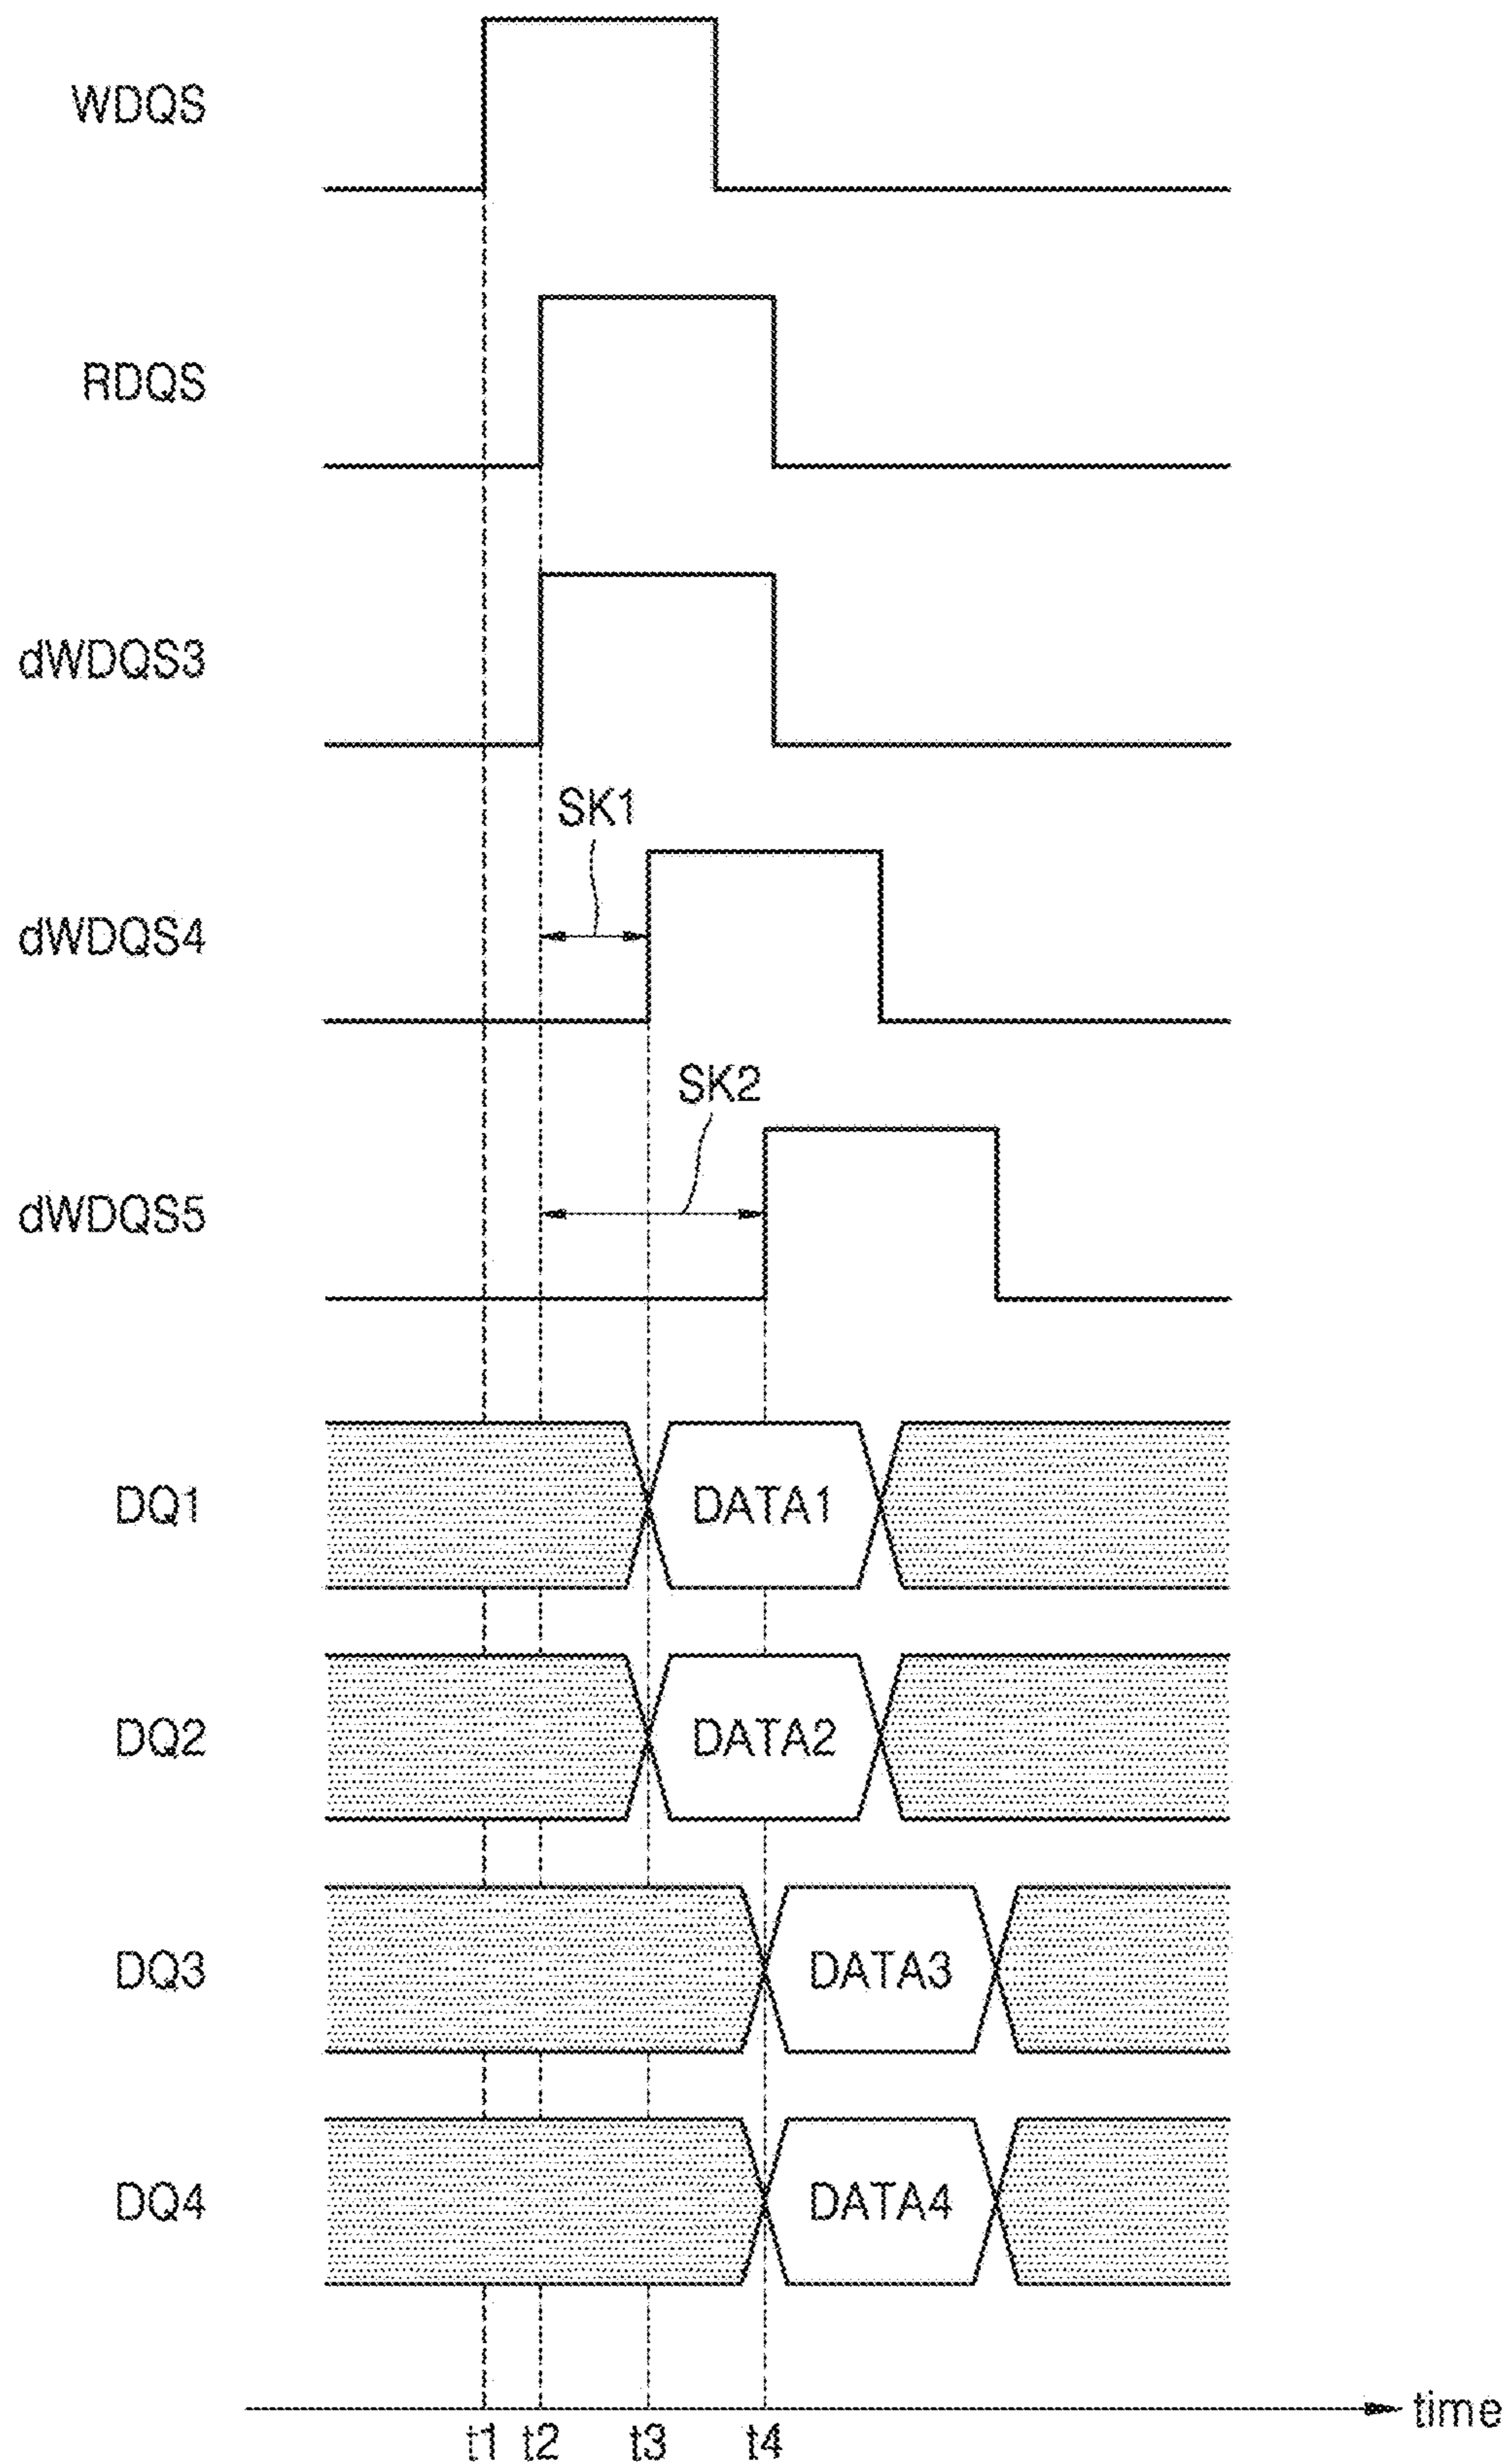 WDQS
RDQS
dWDQS3
SK1
dWDQS4
SK2
dWDQS5
DQ1 DATA1
DQ2 DATA2
DQ3 DATA3
DQ4 DATA4
time
t1 t2 t3 t4